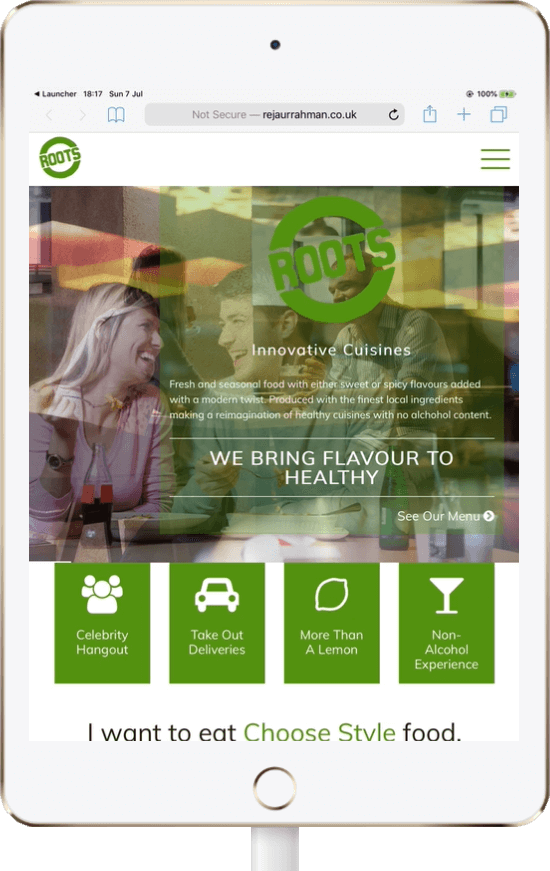 Launcher 18:17 Sun 7 Jul 100%
Not Secure — rejaurrahman.co.uk
ROOTS
ROOTS
Innovative Cuisines
Fresh and seasonal food with either sweet or spicy flavours added
with a modern twist. Produced with the finest local ingredients
making a reimagination of healthy cuisines with no alchohol content.
WE BRING FLAVOUR TO
HEALTHY
See Our Menu
Celebrity
Hangout
Take Out
Deliveries
More Than
A Lemon
Non-
Alcohol
Experience
I want to eat Choose Style food.